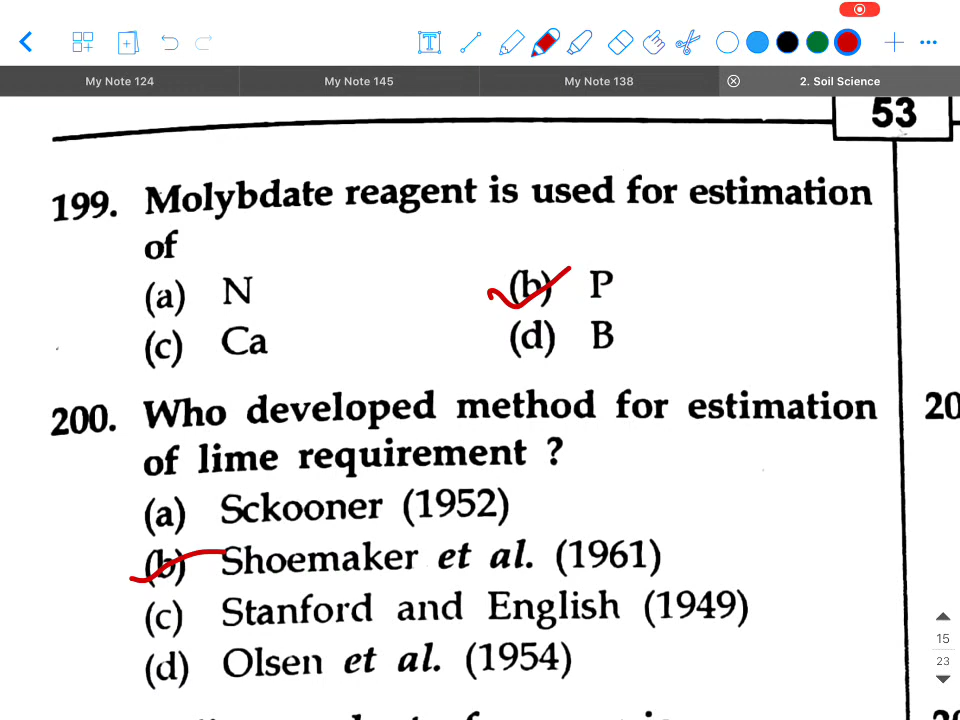 My Note 124
My Note 145
My Note 138
2. Soil Science
53
199. Molybdate reagent is used for estimation
of
(a) N
(b) P
(c) Ca
(d) B
200. Who developed method for estimation
of lime requirement ?
(a) Sckooner (1952)
(b) Shoemaker et al. (1961)
(c) Stanford and English (1949)
(d) Olsen et al. (1954)
20
15
23